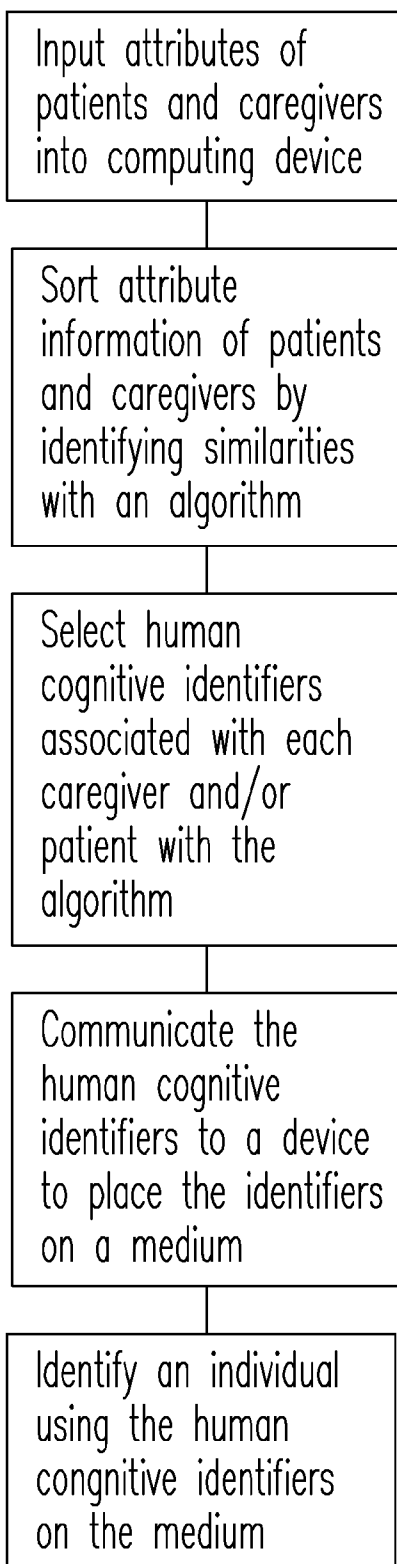 Input attributes of
patients and caregivers
into computing device
Sort attribute
information of patients
and caregivers by
identifying similarities
with an algorithm
Select human
cognitive identifiers
associated with each
caregiver and/or
patient with the
algorithm
Communicate the
human cognitive
identifiers to a device
to place the identifiers
on a medium
Identify an individual
using the human
congnitive identifiers
on the medium